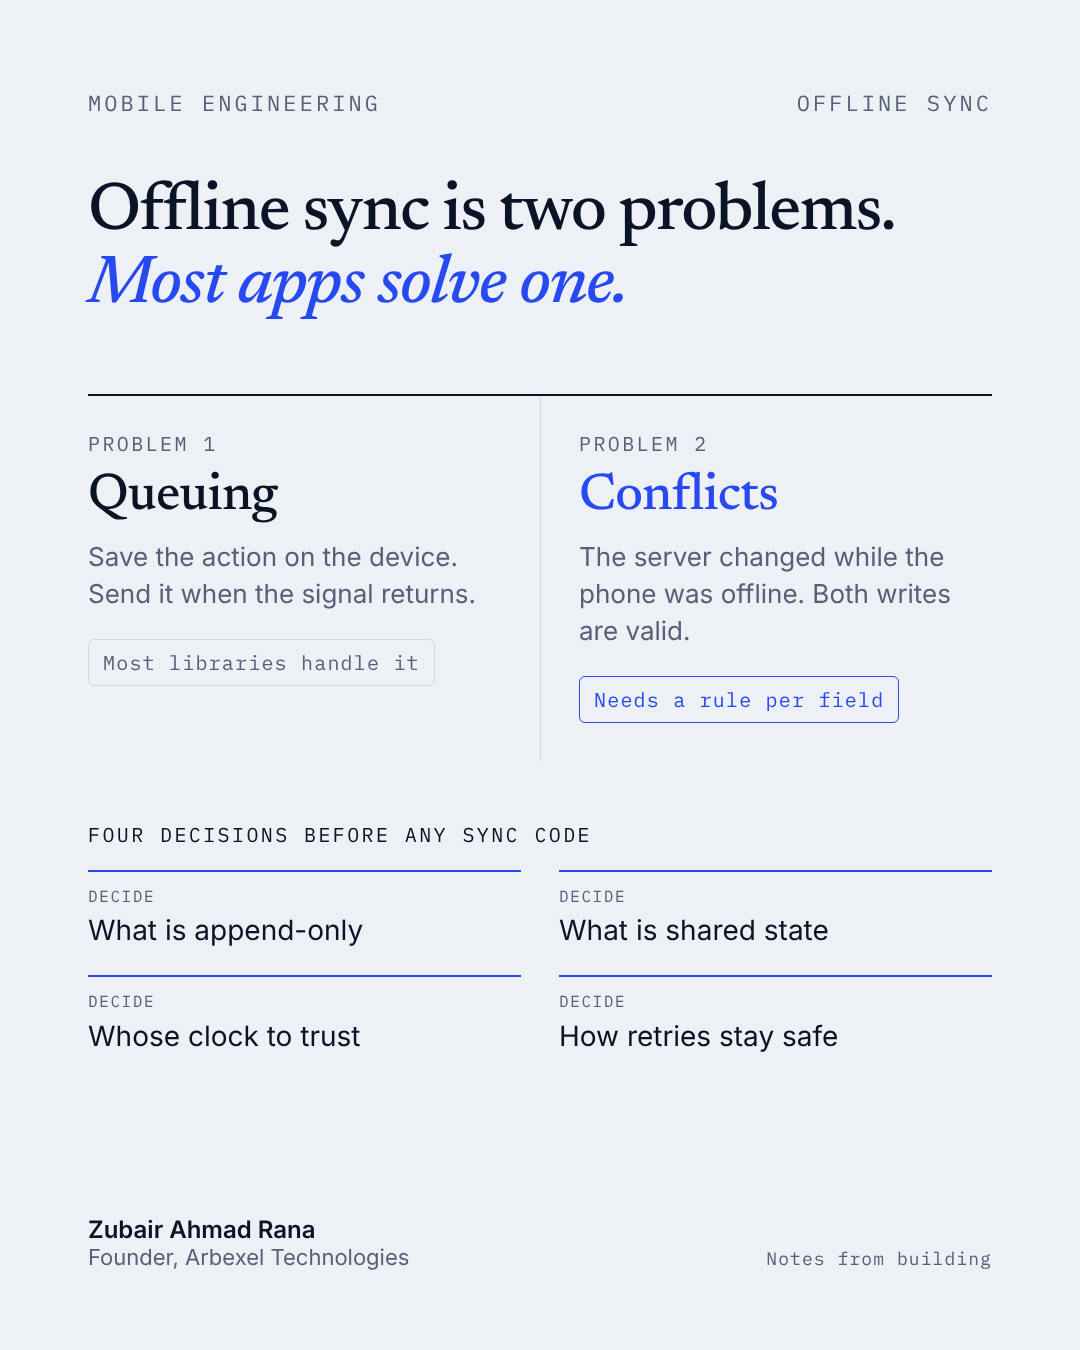 MOBILE ENGINEERING
OFFLINE SYNC
Offline sync is two problems.
Most apps solve one.
PROBLEM 1
Queuing
Save the action on the device.
Send it when the signal returns.
Most libraries handle it
PROBLEM 2
Conflicts
The server changed while the
phone was offline. Both writes
are valid.
Needs a rule per field
FOUR DECISIONS BEFORE ANY SYNC CODE
DECIDE
What is append-only
DECIDE
What is shared state
DECIDE
Whose clock to trust
DECIDE
How retries stay safe
Zubair Ahmad Rana
Founder, Arbexel Technologies
Notes from building